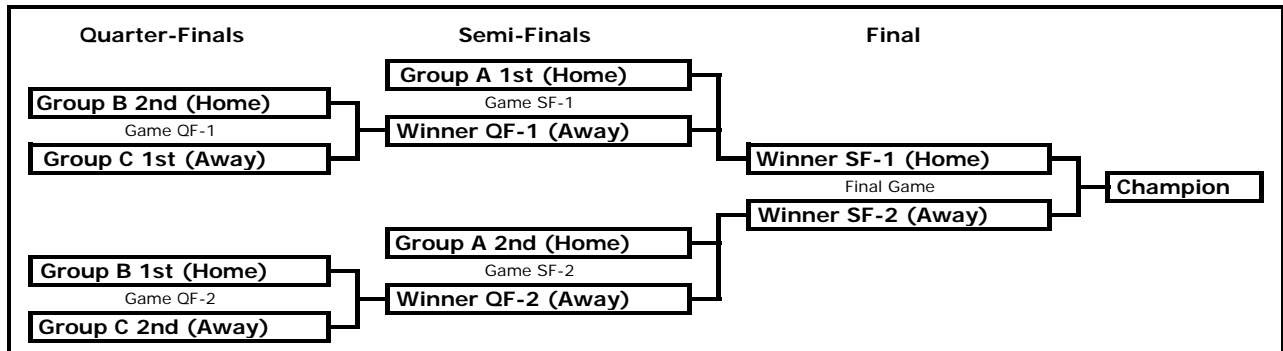 Quarter-Finals
Semi-Finals
Final
Group A 1st (Home)
Game SF-1
Winner QF-1 (Away)
Group B 2nd (Home)
Game QF-1
Group C 1st (Away)
Winner SF-1 (Home)
Final Game
Winner SF-2 (Away)
Champion
Group A 2nd (Home)
Game SF-2
Winner QF-2 (Away)
Group B 1st (Home)
Game QF-2
Group C 2nd (Away)